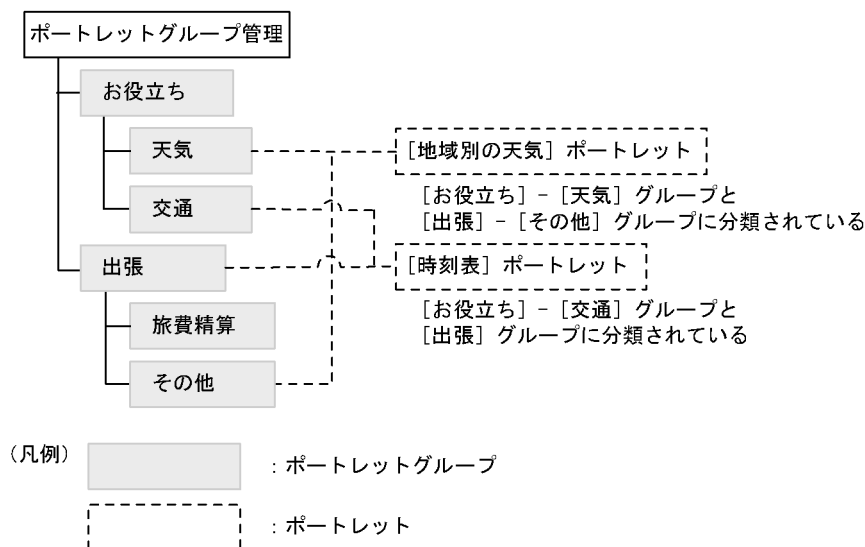 ポートレットグループ管理
お役立ち
天気
[地域別の天気] ポートレット
[お役立ち] − [天気] グループと
[出張] − [その他] グループに分類されている
交通
出張
[時刻表] ポートレット
[お役立ち] − [交通] グループと
[出張] グループに分類されている
旅費精算
その他
(凡例)
: ポートレットグループ
: ポートレット